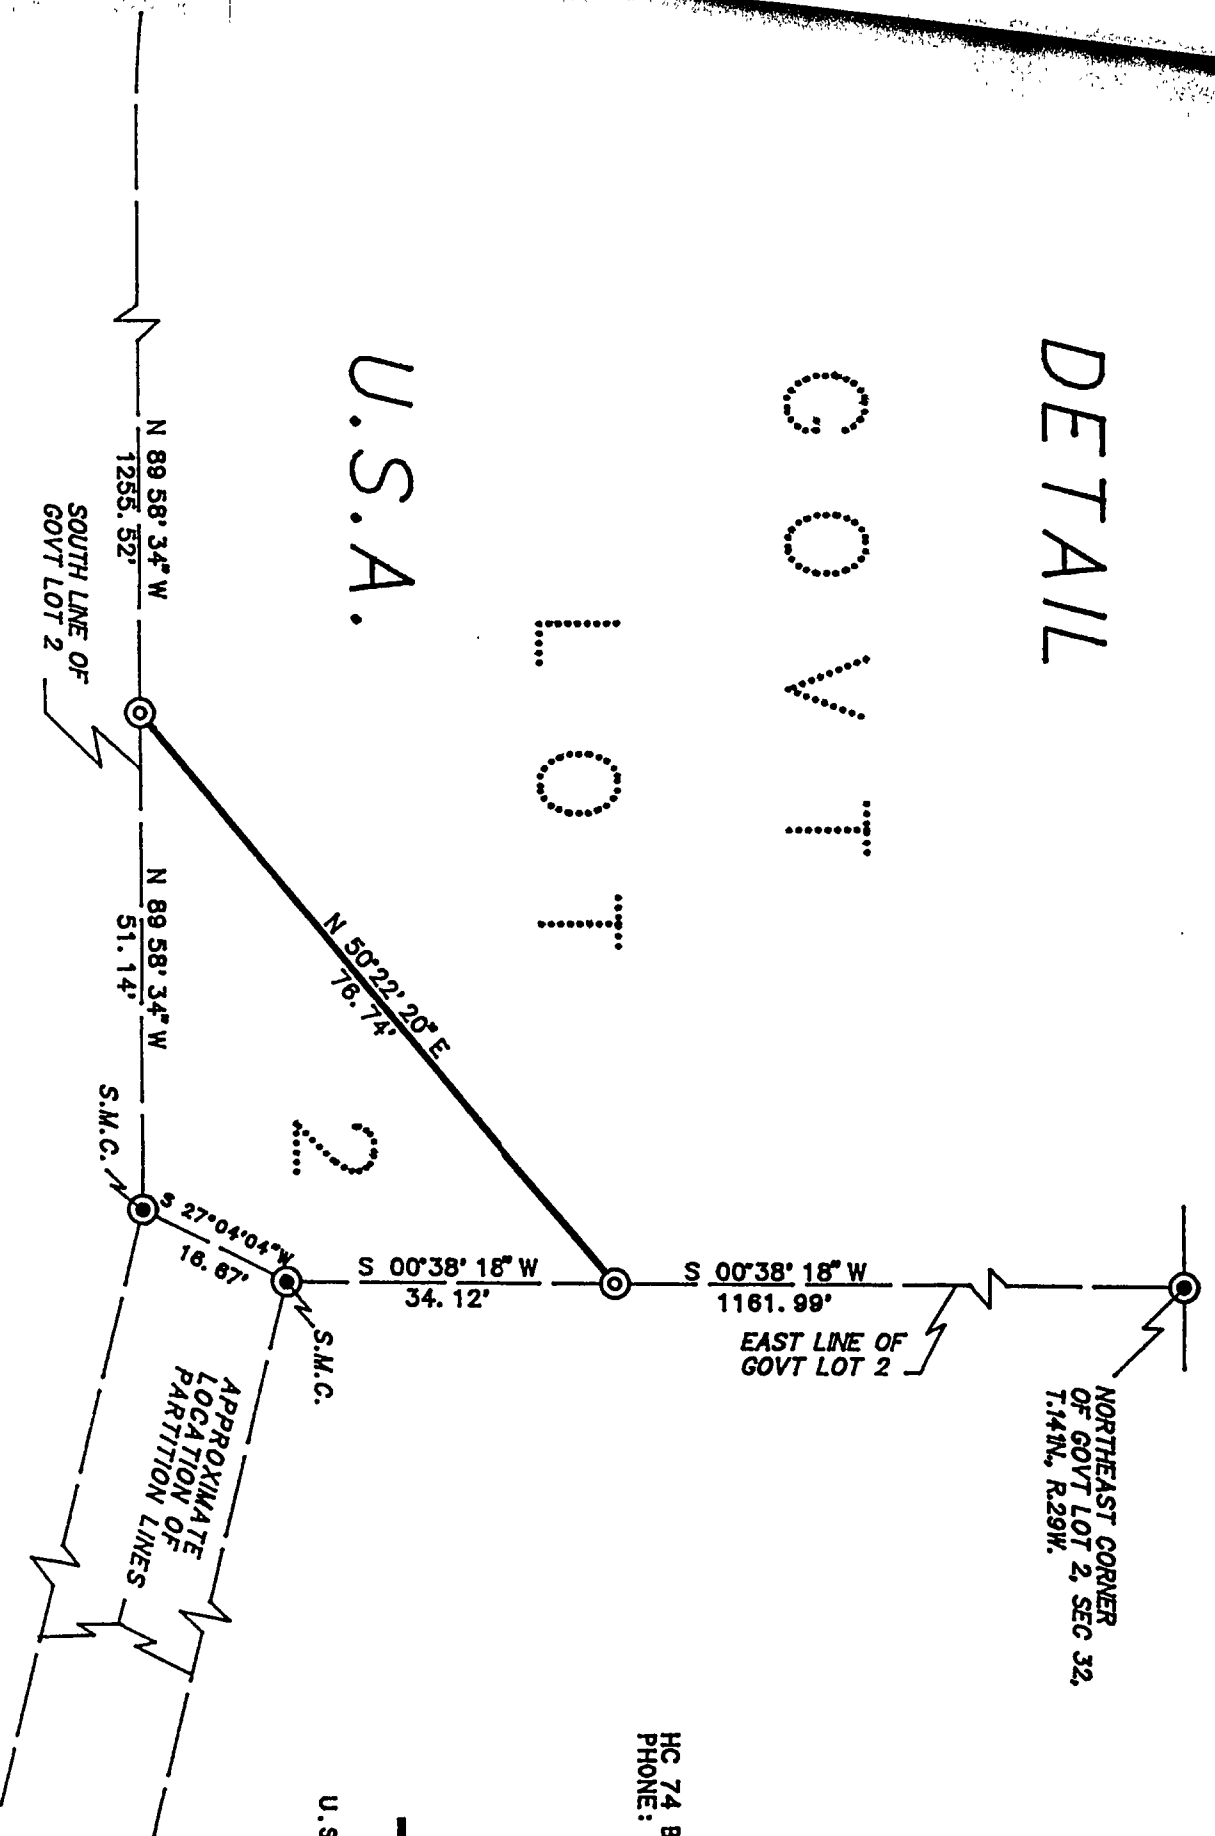 DETAIL
GOVT
LOT
2
U.S.A.
NORTHEAST CORNER
OF GOVT LOT 2, SEC 32,
T.141N., R.29W.
S 00°38' 18" W
1161.99'
EAST LINE OF
GOVT LOT 2
N 50°22' 20" E
76.74'
S 00°38' 18" W
34.12'
S.M.C.
S 27°04'04" W
16.67'
N 89 58' 34" W
1255.52'
SOUTH LINE OF
GOVT LOT 2
N 89 58' 34" W
51.14'
S.M.C.
APPROXIMATE
LOCATION OF
PARTITION LINES
HC 74 B
PHONE:
U.S